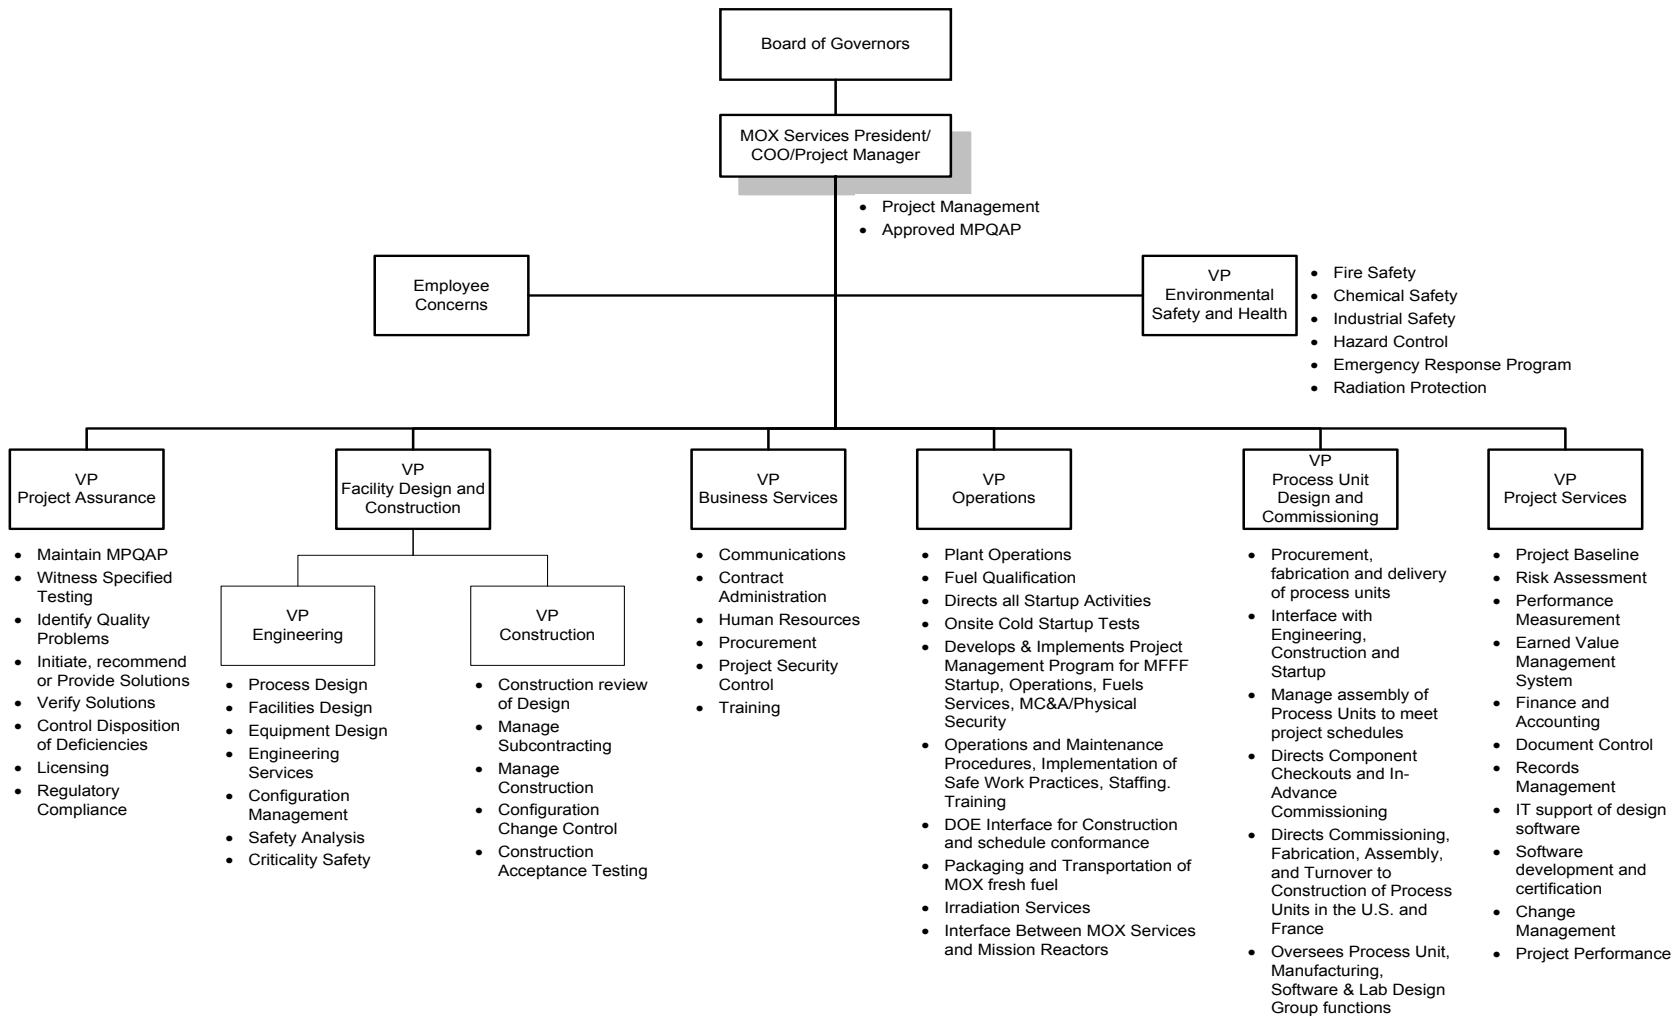 Board of Governors
MOX Services President/
COO/Project Manager
• Project Management
• Approved MPQAP
Employee
Concerns
VP
Environmental
Safety and Health
• Fire Safety
• Chemical Safety
• Industrial Safety
• Hazard Control
• Emergency Response Program
• Radiation Protection
VP
Project Assurance
• Maintain MPQAP
• Witness Specified
Testing
• Identify Quality
Problems
• Initiate, recommend
or Provide Solutions
• Verify Solutions
• Control Disposition
of Deficiencies
• Licensing
• Regulatory
Compliance
VP
Facility Design and
Construction
VP
Engineering
• Process Design
• Facilities Design
• Equipment Design
• Engineering
Services
• Configuration
Management
• Safety Analysis
• Criticality Safety
VP
Construction
• Construction review
of Design
• Manage
Subcontracting
• Manage
Construction
• Configuration
Change Control
• Construction
Acceptance Testing
VP
Business Services
• Communications
• Contract
Administration
• Human Resources
• Procurement
• Project Security
Control
• Training
VP
Operations
• Plant Operations
• Fuel Qualification
• Directs all Startup Activities
• Onsite Cold Startup Tests
• Develops & Implements Project
Management Program for MFFF
Startup, Operations, Fuels
Services, MC&A/Physical
Security
• Operations and Maintenance
Procedures, Implementation of
Safe Work Practices, Staffing.
Training
• DOE Interface for Construction
and schedule conformance
• Packaging and Transportation of
MOX fresh fuel
• Irradiation Services
• Interface Between MOX Services
and Mission Reactors
VP
Process Unit
Design and
Commissioning
• Procurement,
fabrication and delivery
of process units
• Interface with
Engineering,
Construction and
Startup
• Manage assembly of
Process Units to meet
project schedules
• Directs Component
Checkouts and In-
Advance
Commissioning
• Directs Commissioning,
Fabrication, Assembly,
and Turnover to
Construction of Process
Units in the U.S. and
France
• Oversees Process Unit,
Manufacturing,
Software & Lab Design
Group functions
VP
Project Services
• Project Baseline
• Risk Assessment
• Performance
Measurement
• Earned Value
Management
System
• Finance and
Accounting
• Document Control
• Records
Management
• IT support of design
software
• Software
development and
certification
• Change
Management
• Project Performance